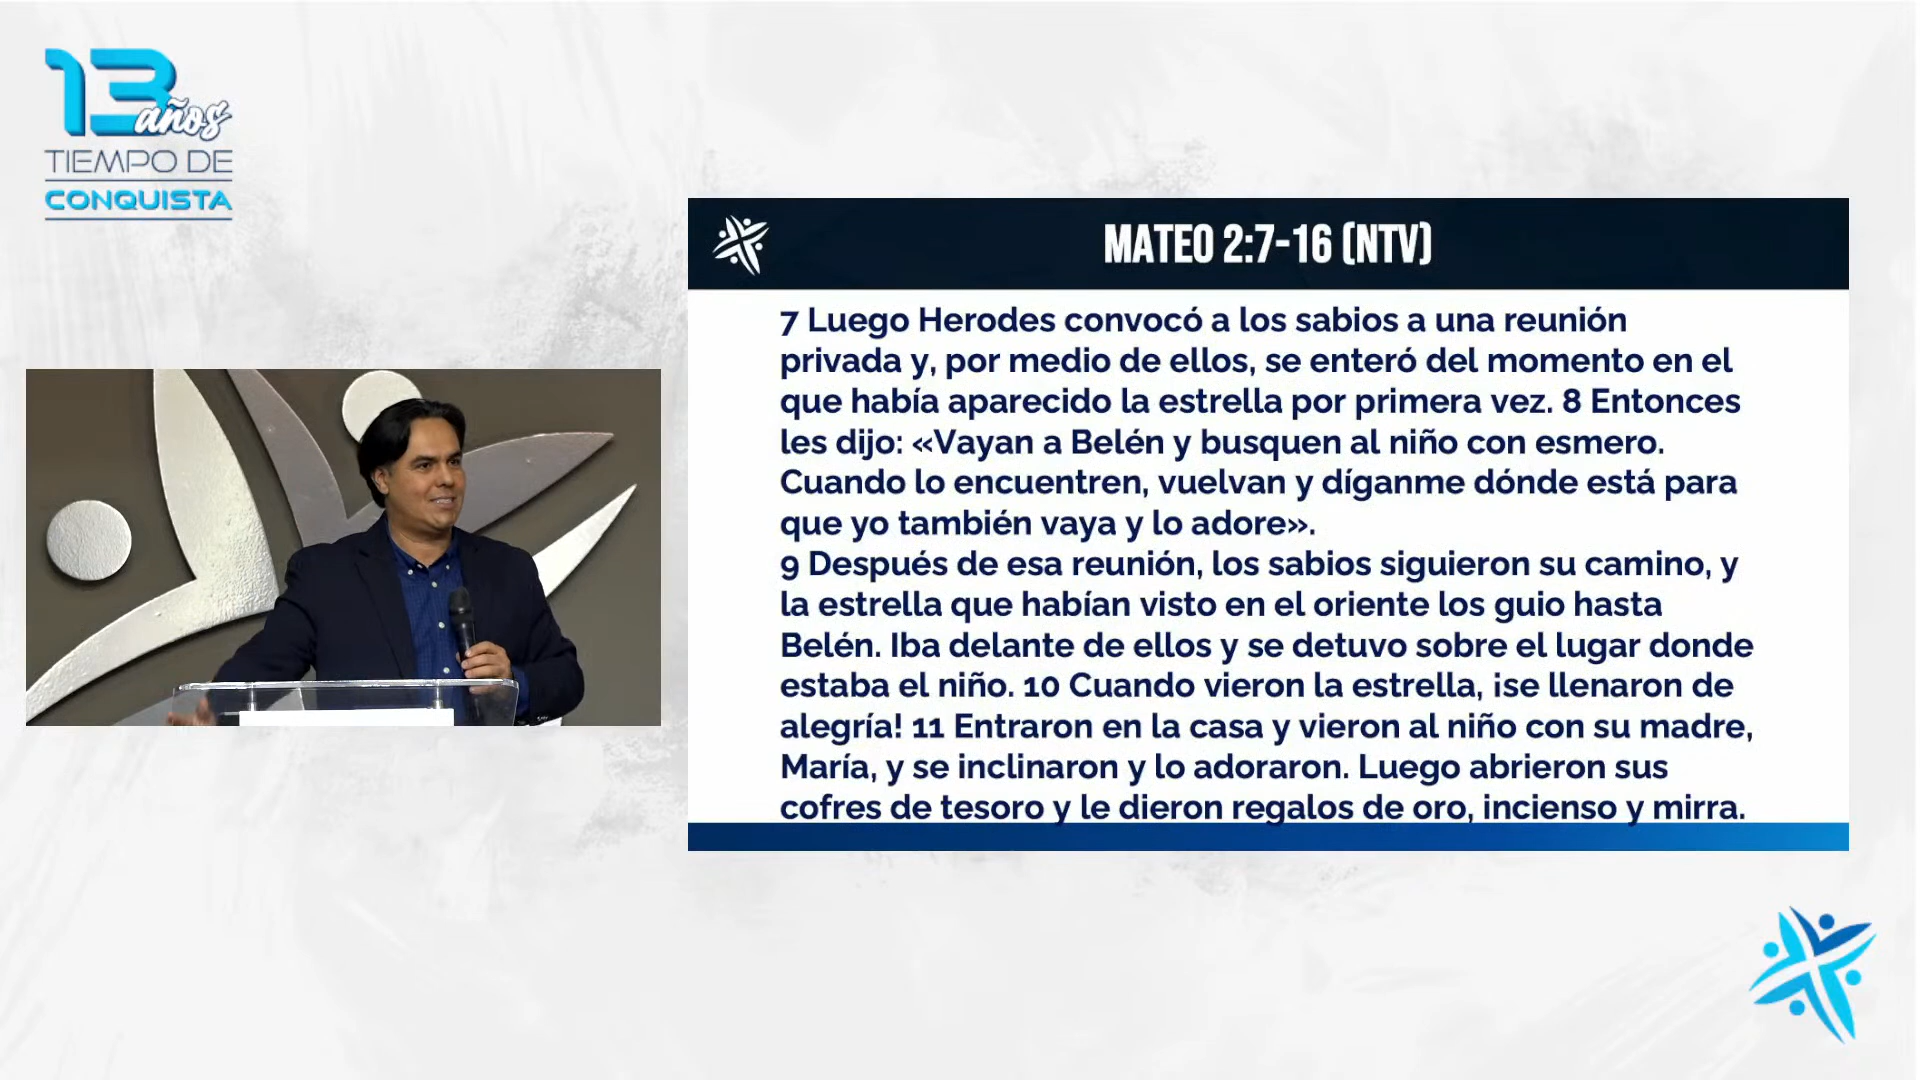 13
años
TIEMPO DE
CONQUISTA
MATEO 2:7-16 (NTV)
7 Luego Herodes convocó a los sabios a una reunión
privada y, por medio de ellos, se enteró del momento en el
que había aparecido la estrella por primera vez. 8 Entonces
les dijo: «Vayan a Belén y busquen al niño con esmero.
Cuando lo encuentren, vuelvan y díganme dónde está para
que yo también vaya y lo adore».
9 Después de esa reunión, los sabios siguieron su camino, y
la estrella que habían visto en el oriente los guio hasta
Belén. Iba delante de ellos y se detuvo sobre el lugar donde
estaba el niño. 10 Cuando vieron la estrella, ¡se llenaron de
alegría! 11 Entraron en la casa y vieron al niño con su madre,
María, y se inclinaron y lo adoraron. Luego abrieron sus
cofres de tesoro y le dieron regalos de oro, incienso y mirra.